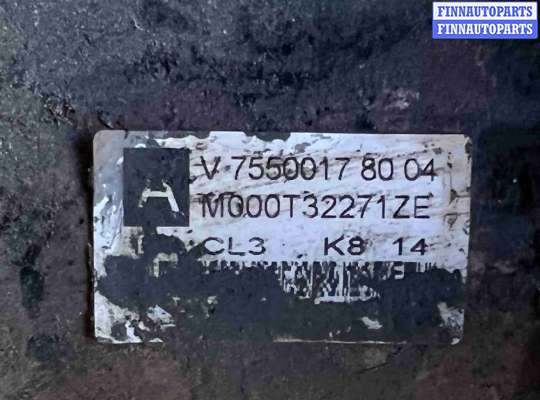 FINNAUTOPARTS
FINNAUTOPARTS
A
V 7550017 80 04
M000T32271ZE
CL3 K8 14